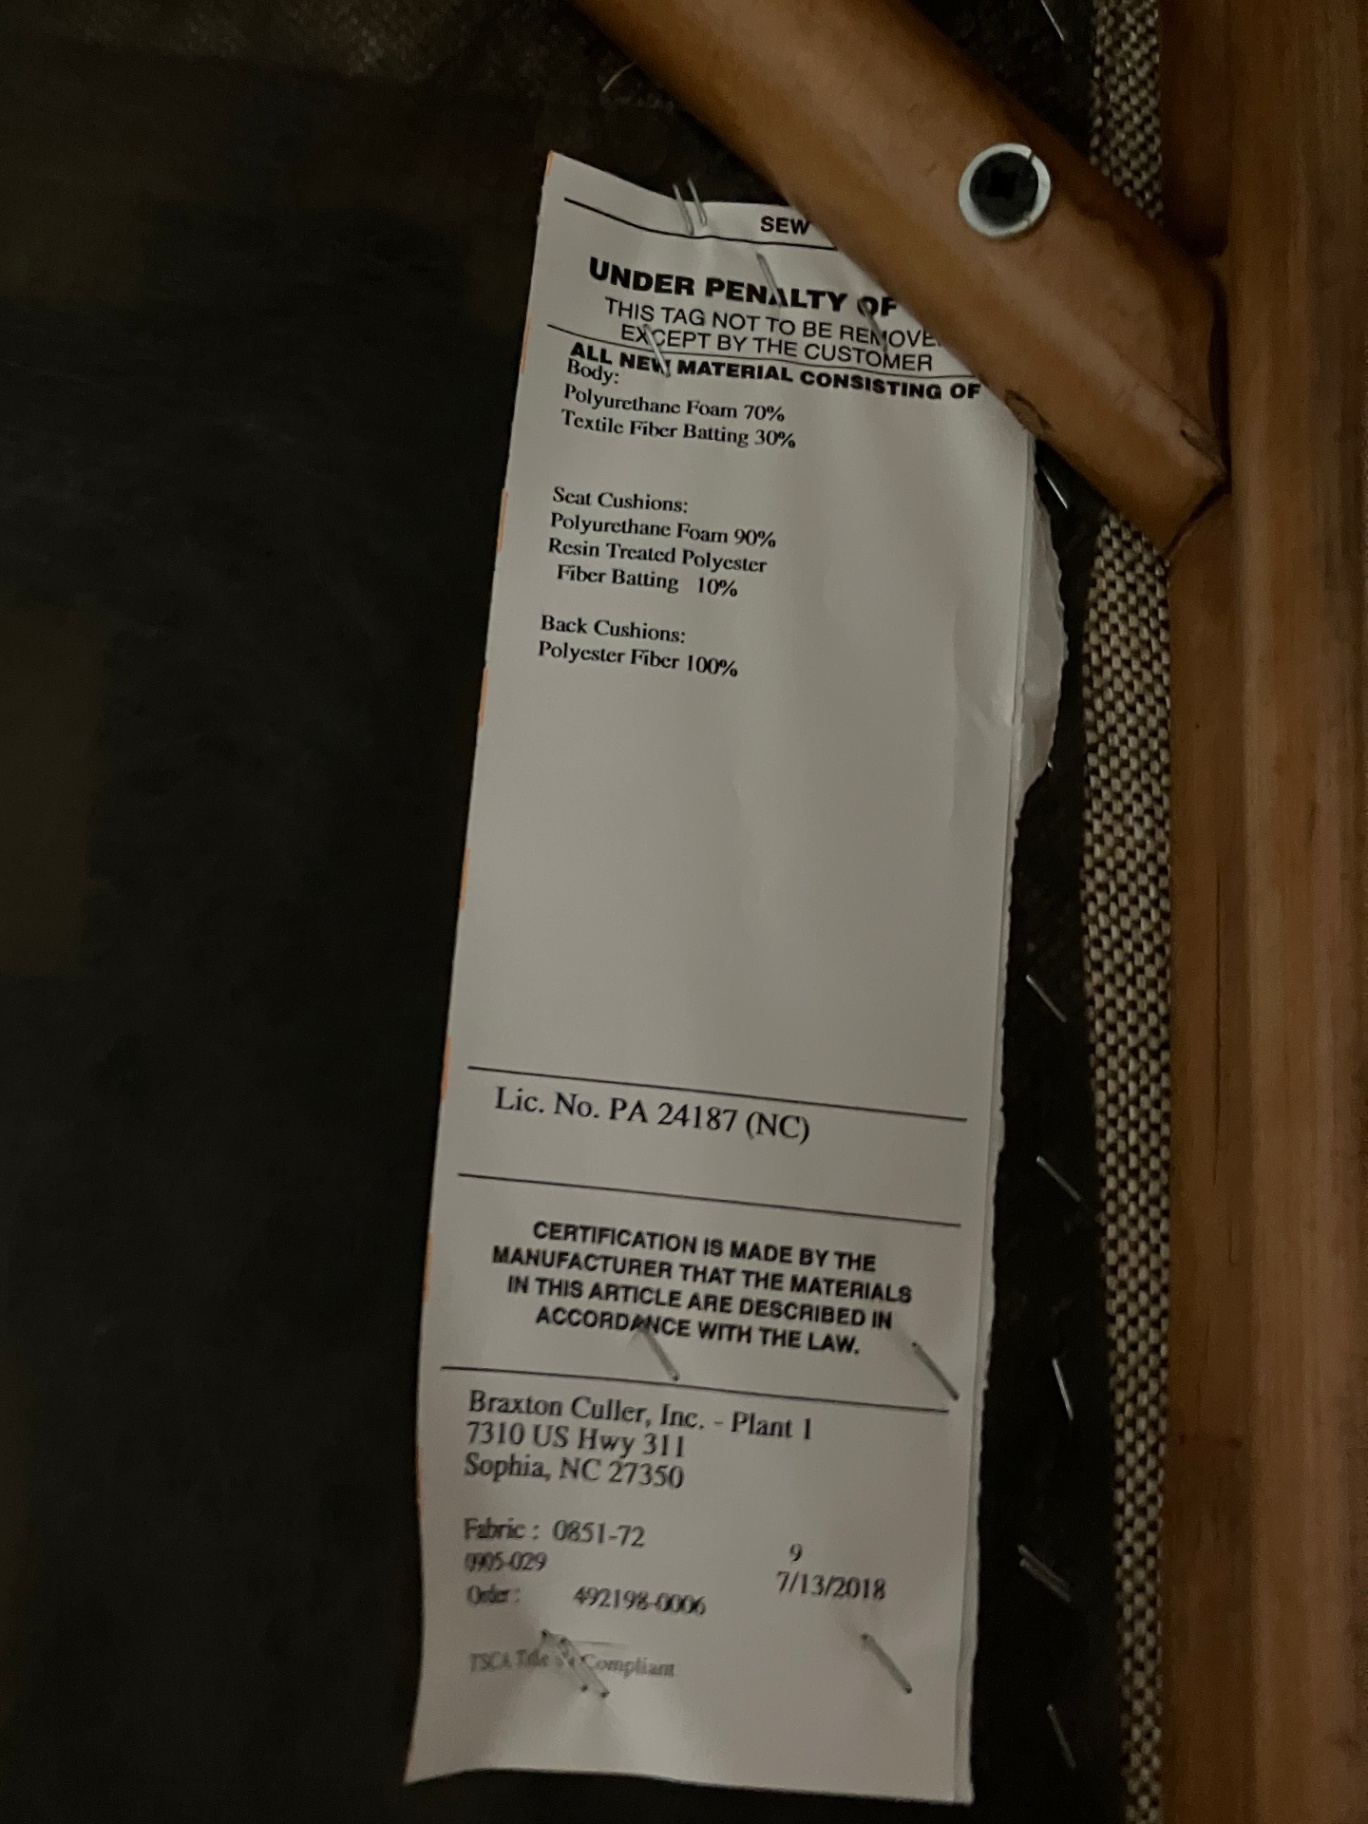 SEW
UNDER PENALTY OF
THIS TAG NOT TO BE REMOVE
EXCEPT BY THE CUSTOMER
ALL NEW MATERIAL CONSISTING OF
Body:
Polyurethane Foam 70%
Textile Fiber Batting 30%
Seat Cushions:
Polyurethane Foam 90%
Resin Treated Polyester
Fiber Batting 10%
Back Cushions:
Polyester Fiber 100%
Lic. No. PA 24187 (NC)
CERTIFICATION IS MADE BY THE
MANUFACTURER THAT THE MATERIALS
IN THIS ARTICLE ARE DESCRIBED IN
ACCORDANCE WITH THE LAW.
Braxton Culler, Inc. - Plant 1
7310 US Hwy 311
Sophia, NC 27350
Fabric : 0851-72 9
0905-029 7/13/2018
Order : 492198-0006
TSCA Title Compliant